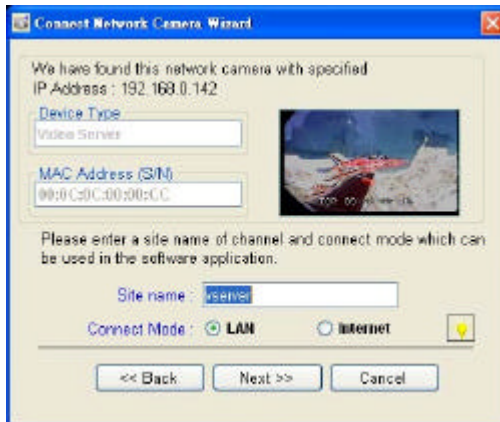 Connect Network Camera Wizard
We have found this network camera with specified
IP Address : 192.168.0.142
Device Type
Video Server
MAC Address (S/N)
00:0C:0C:00:00:CC
Please enter a site name of channel and connect mode which can
be used in the software application.
Site name :
vserver
Connect Mode :
LAN
Internet
<< Back
Next >>
Cancel